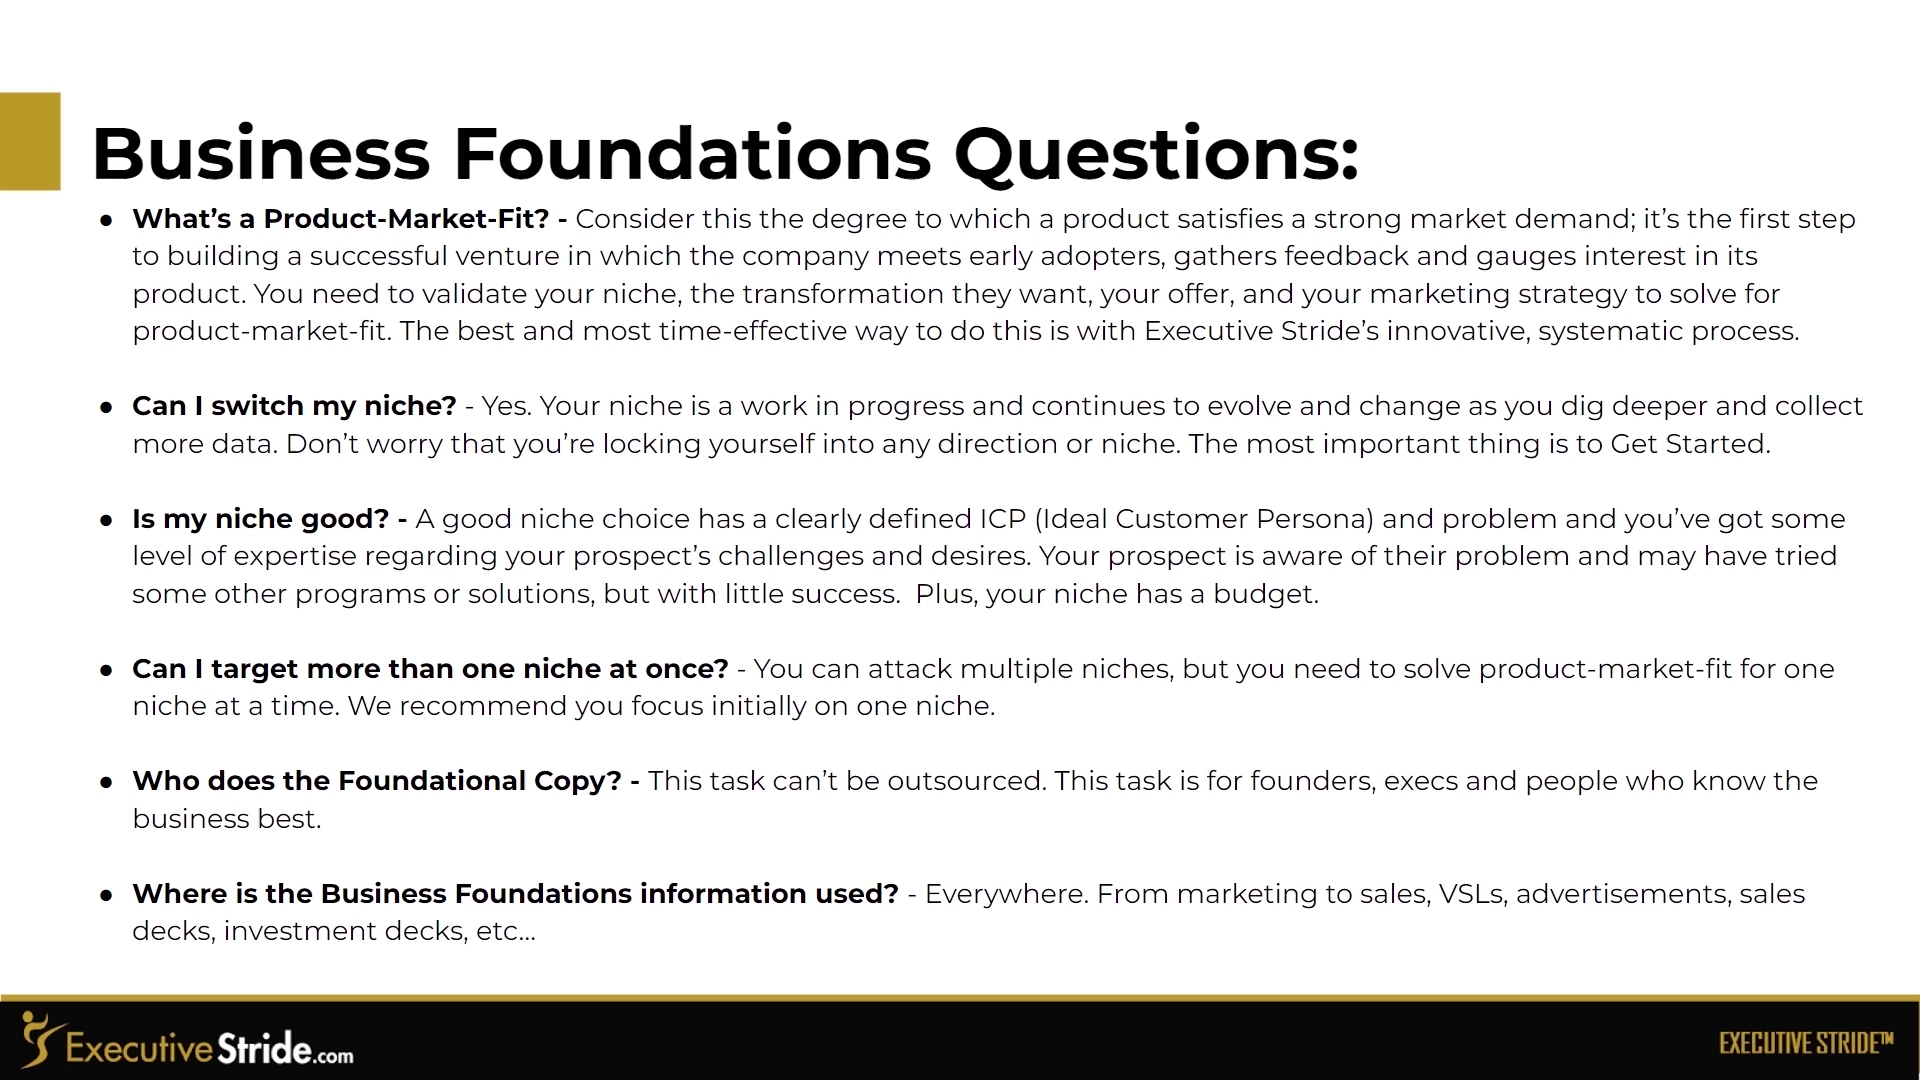 Business Foundations Questions:
● What’s a Product-Market-Fit? - Consider this the degree to which a product satisfies a strong market demand; it’s the first step
to building a successful venture in which the company meets early adopters, gathers feedback and gauges interest in its
product. You need to validate your niche, the transformation they want, your offer, and your marketing strategy to solve for
product-market-fit. The best and most time-effective way to do this is with Executive Stride’s innovative, systematic process.
● Can I switch my niche? - Yes. Your niche is a work in progress and continues to evolve and change as you dig deeper and collect
more data. Don’t worry that you’re locking yourself into any direction or niche. The most important thing is to Get Started.
● Is my niche good? - A good niche choice has a clearly defined ICP (Ideal Customer Persona) and problem and you’ve got some
level of expertise regarding your prospect’s challenges and desires. Your prospect is aware of their problem and may have tried
some other programs or solutions, but with little success.  Plus, your niche has a budget.
● Can I target more than one niche at once? - You can attack multiple niches, but you need to solve product-market-fit for one
niche at a time. We recommend you focus initially on one niche.
● Who does the Foundational Copy? - This task can’t be outsourced. This task is for founders, execs and people who know the
business best.
● Where is the Business Foundations information used? - Everywhere. From marketing to sales, VSLs, advertisements, sales
decks, investment decks, etc…
ExecutiveStride.com
EXECUTIVE STRIDE™